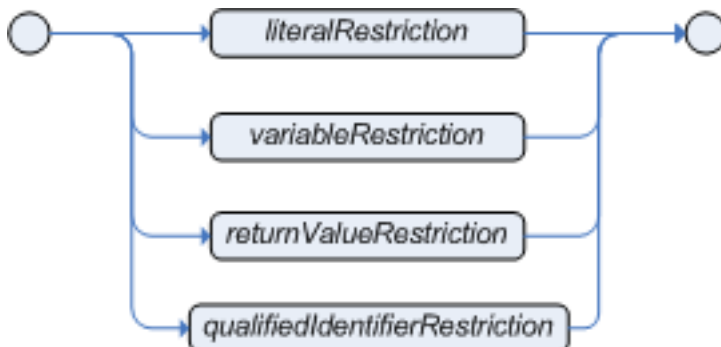 literalRestriction
variableRestriction
returnValueRestriction
qualifiedIdentifierRestriction